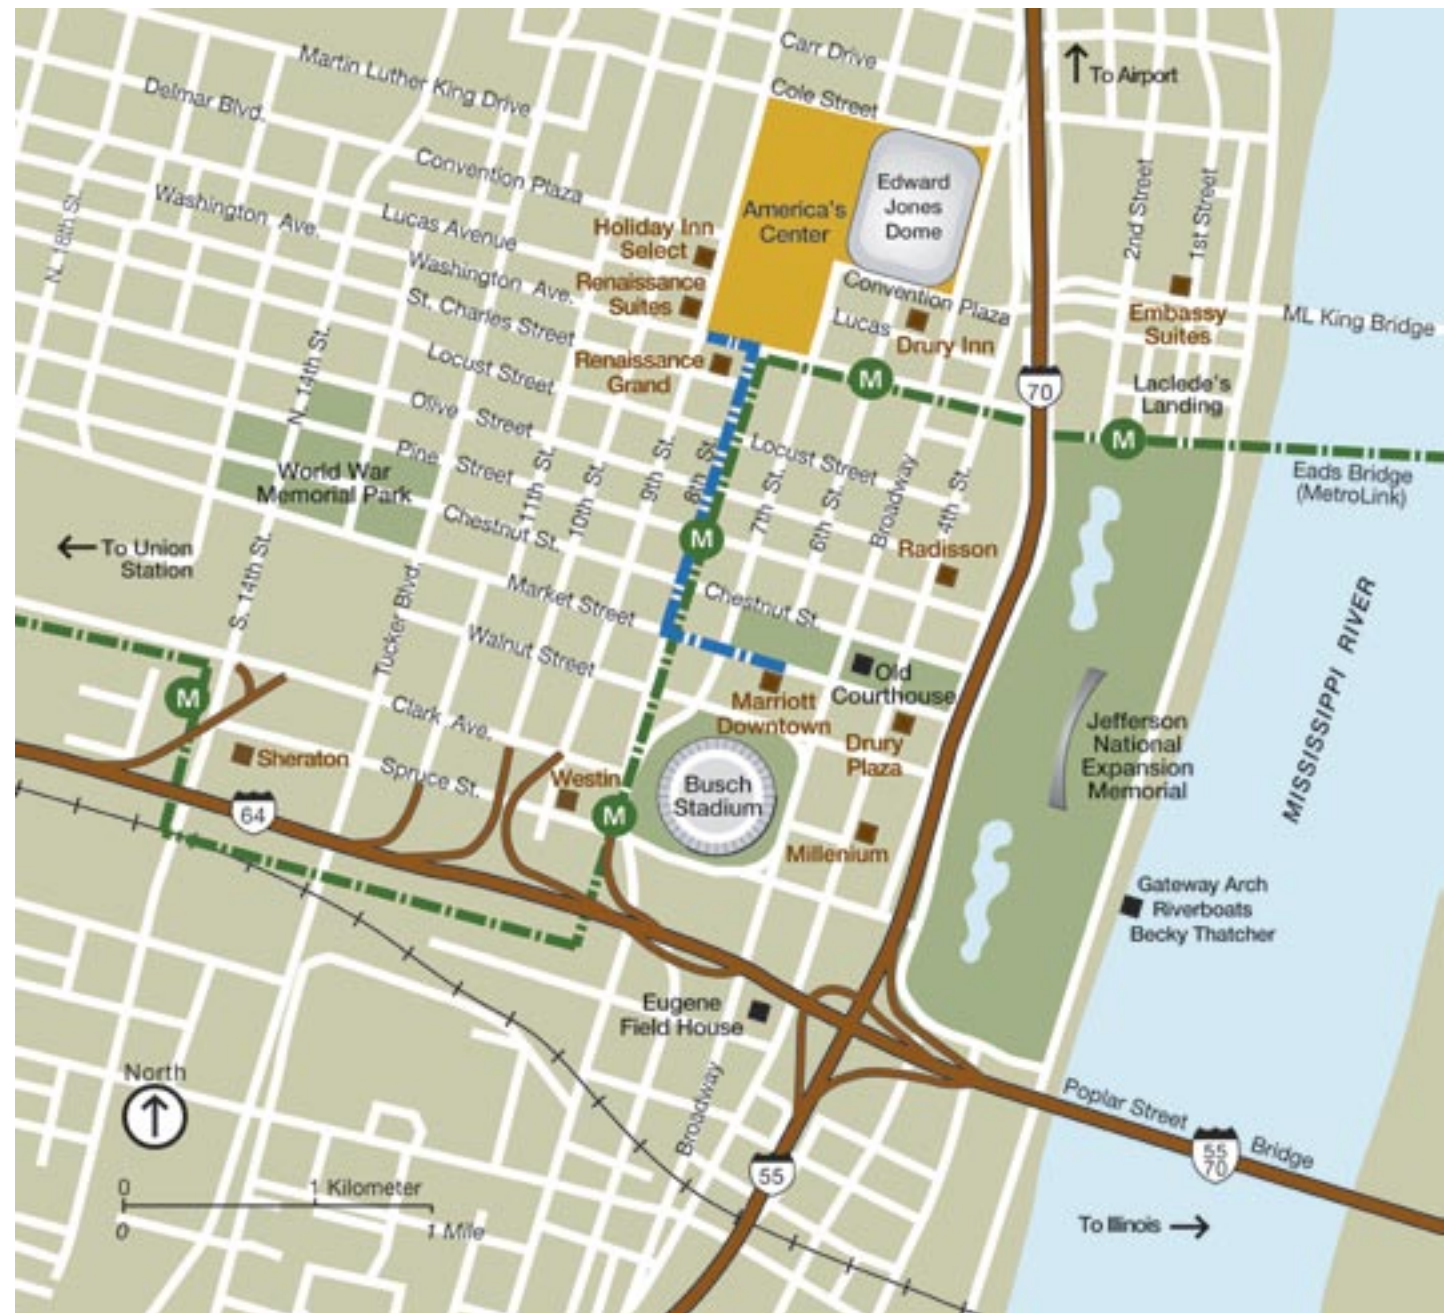 Martin Luther King Drive
Delmar Blvd.
Carr Drive
Cole Street
To Airport
Convention Plaza
Edward
Jones
Dome
America's
Center
2nd Street
1st Street
N. 18th St.
Washington Ave.
Lucas Avenue
Holiday Inn
Select
Washington Ave.
Renaissance
Suites
Convention Plaza
Lucas
Drury Inn
Embassy
Suites
ML King Bridge
St. Charles Street
N. 14th St.
Locust Street
Renaissance
Grand
M
70
Laclede's
Landing
M
Olive Street
Eads Bridge
(MetroLink)
Pine Street
World War
Memorial Park
11th St.
10th St.
9th St.
8th St.
Locust Street
7th St.
6th St.
Broadway
4th St.
Chestnut St.
M
Radisson
To Union
Station
S. 14th St.
Tucker Blvd.
Market Street
Chestnut St.
Walnut Street
Old
Courthouse
MISSISSIPPI RIVER
M
Marriott
Downtown
Clark Ave.
Drury
Plaza
Jefferson
National
Expansion
Memorial
Sheraton
Spruce St.
Westin
Busch
Stadium
64
M
Millenium
Gateway Arch
Riverboats
Becky Thatcher
Eugene
Field House
North
Broadway
Poplar Street
Bridge
55
70
55
0
1 Kilometer
0
1 Mile
To Illinois